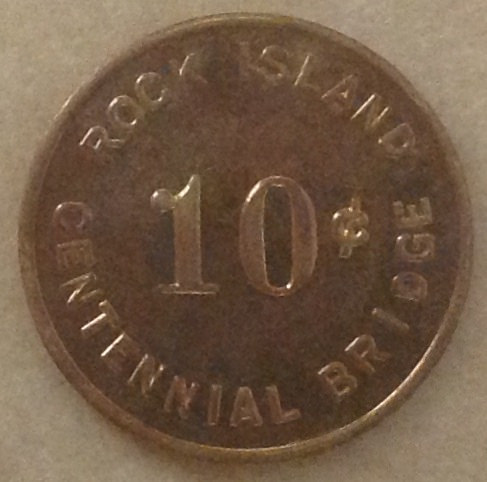 ROCK ISLAND
10¢
CENTENNIAL BRIDGE